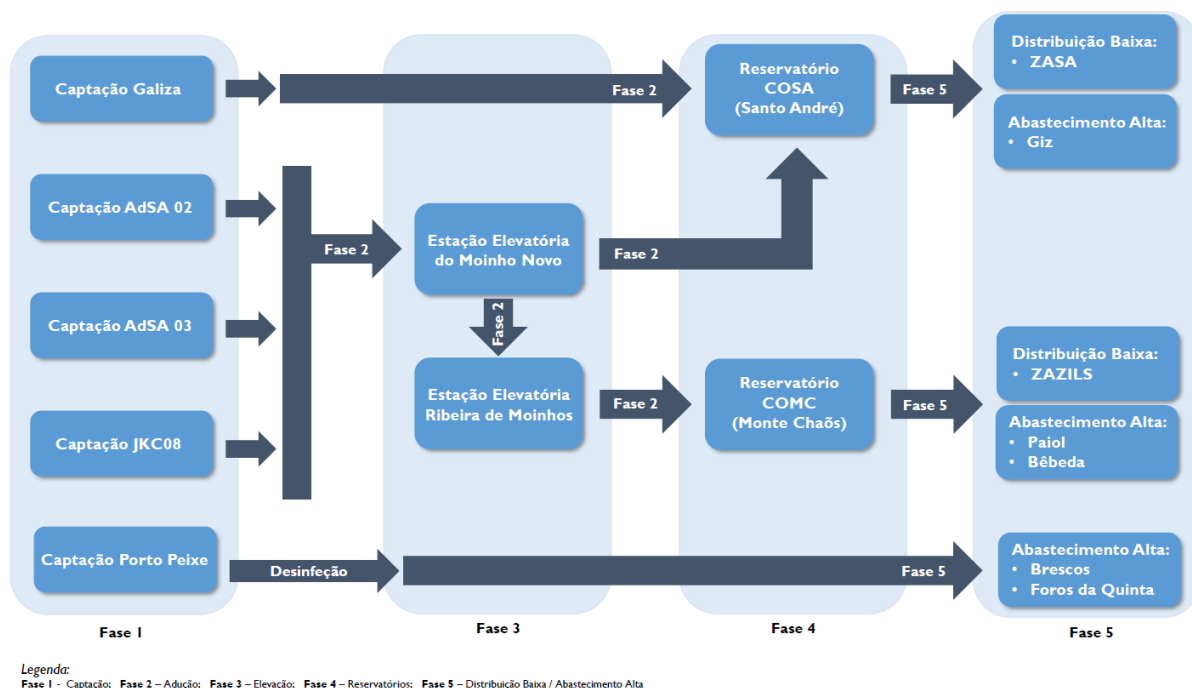 Captação Galiza
Captação AdSA 02
Captação AdSA 03
Captação JKC08
Captação Porto Peixe
Fase 1
Fase 2
Fase 2
Desinfeção
Estação Elevatória
do Moinho Novo
Fase 2
Fase 2
Estação Elevatória
Ribeira de Moinhos
Fase 2
Fase 3
Reservatório
COSA
(Santo André)
Reservatório
COMC
(Monte Chaõs)
Fase 4
Fase 5
Fase 5
Fase 5
Distribuição Baixa:
• ZASA
Abastecimento Alta:
• Giz
Distribuição Baixa:
• ZAZILS
Abastecimento Alta:
• Paiol
• Bêbeda
Abastecimento Alta:
• Brescos
• Foros da Quinta
Fase 5
Legenda:
Fase 1 - Captação; Fase 2 – Adução; Fase 3 – Elevação; Fase 4 – Reservatórios; Fase 5 – Distribuição Baixa / Abastecimento Alta